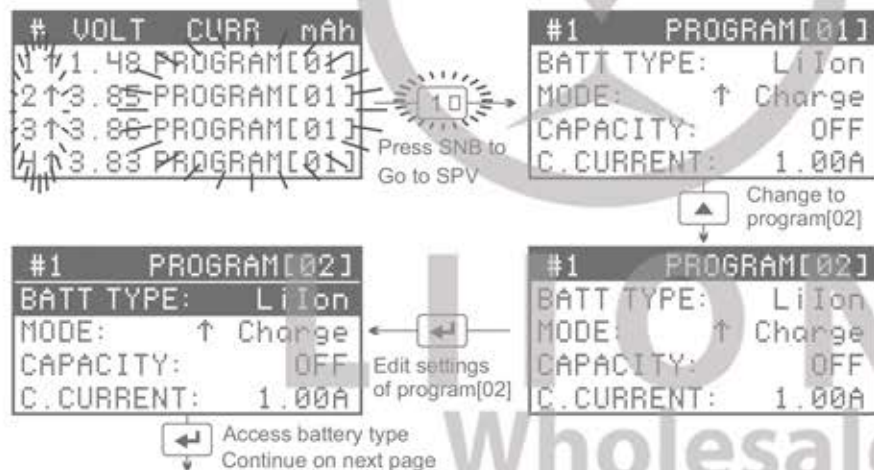 # VOLT CURR mAh
1↑1.48 PROGRAM[01]
2↑3.85 PROGRAM[01]
3↑3.86 PROGRAM[01]
4↑3.83 PROGRAM[01]
1
Press SNB to
Go to SPV
#1 PROGRAM[01]
BATT TYPE: LiIon
MODE: ↑ Charge
CAPACITY: OFF
C.CURRENT: 1.00A
Change to
program[02]
#1 PROGRAM[02]
BATT TYPE: LiIon
MODE: ↑ Charge
CAPACITY: OFF
C.CURRENT: 1.00A
Edit settings
of program[02]
#1 PROGRAM[02]
BATT TYPE: LiIon
MODE: ↑ Charge
CAPACITY: OFF
C.CURRENT: 1.00A
Access battery type
Continue on next page
LION
Wholesale